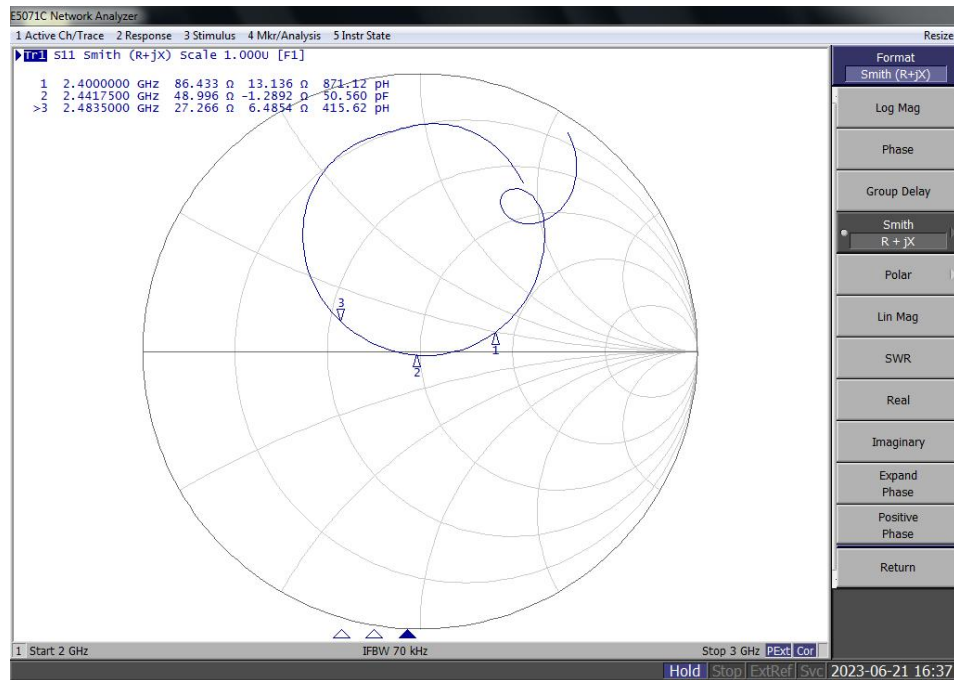 E5071C Network Analyzer
1 Active Ch/Trace 2 Response 3 Stimulus 4 Mkr/Analysis 5 Instr State
Resize
Tr1 S11 Smith (R+jX) Scale 1.000U [F1]
1 2.4000000 GHz 86.433 Ω 13.136 Ω 871.12 pH
2 2.4417500 GHz 48.996 Ω -1.2892 Ω 50.560 pF
>3 2.4835000 GHz 27.266 Ω 6.4854 Ω 415.62 pH
3
1
2
Format
Smith (R+jX)
Log Mag
Phase
Group Delay
Smith
R + jX
Polar
Lin Mag
SWR
Real
Imaginary
Expand
Phase
Positive
Phase
Return
1 Start 2 GHz
IFBW 70 kHz
Stop 3 GHz PExt Cor
Hold Stop ExtRef Svc 2023-06-21 16:37